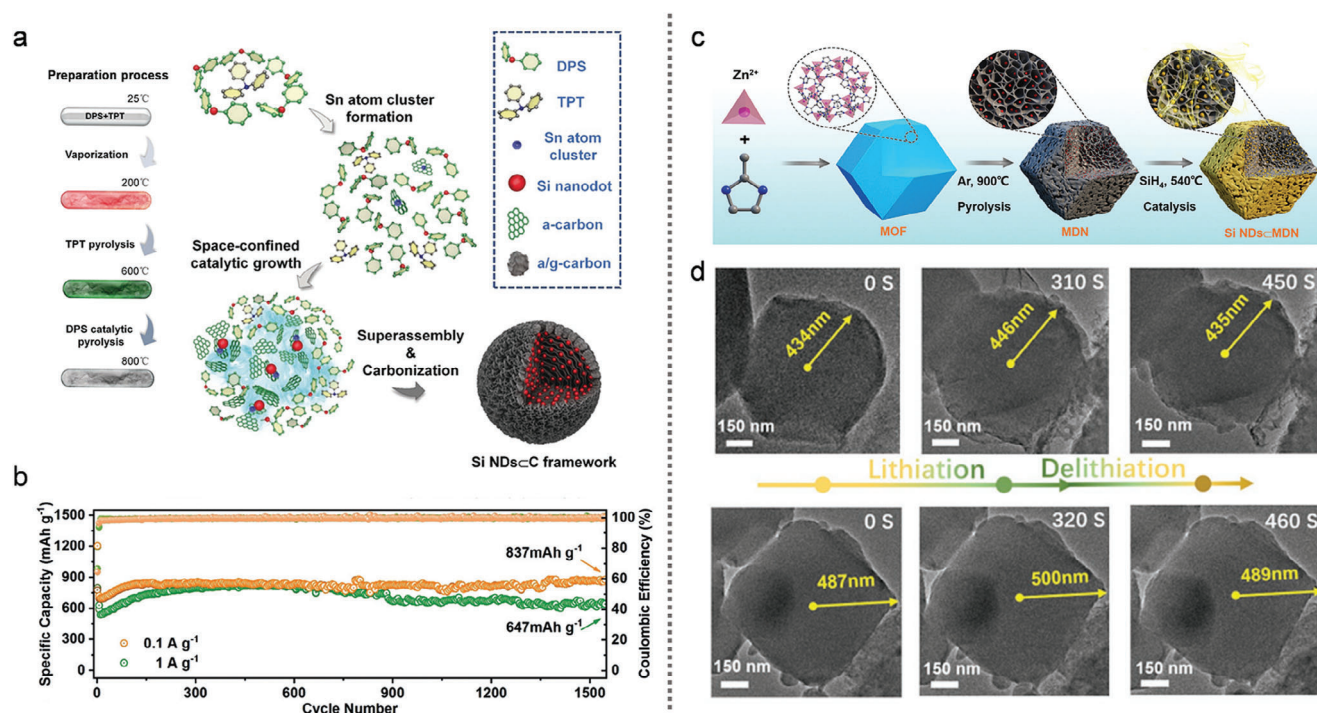 a
Preparation process
25℃
DPS+TPT
Vaporization
200℃
TPT pyrolysis
600℃
DPS catalytic
pyrolysis
800℃
Sn atom cluster
formation
Space-confined
catalytic growth
Superassembly
&
Carbonization
Si NDs⊂C framework
DPS
TPT
Sn atom
cluster
Si nanodot
a-carbon
a/g-carbon
b
Specific Capacity (mAh g⁻¹)
1500
1200
900
600
300
0
837mAh g⁻¹
647mAh g⁻¹
0.1 A g⁻¹
1 A g⁻¹
100
80
60
40
20
0
Coulombic Efficiency (%)
0
300
600
900
1200
1500
Cycle Number
c
Zn²⁺
+
MOF
Ar, 900℃
Pyrolysis
MDN
SiH₄, 540℃
Catalysis
Si NDs⊂MDN
d
0 S
434nm
150 nm
310 S
446nm
150 nm
450 S
435nm
150 nm
Lithiation
Delithiation
0 S
487nm
150 nm
320 S
500nm
150 nm
460 S
489nm
150 nm